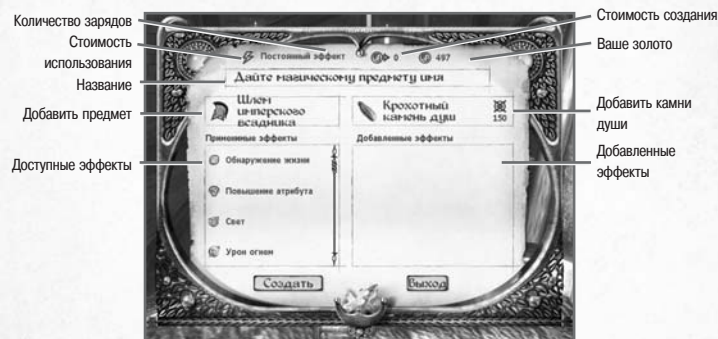 Количество зарядов
Стоимость
использования
Название
Добавить предмет
Доступные эффекты
Постоянный эффект 0 497
Дайте магическому предмету имя
Шлем
имперского
всадника
Крохотный
камень душ
150
Применимые эффекты
Добавленные эффекты
Обнаружение жизни
Повышение атрибута
Свет
Урон огнем
Создать
Выход
Стоимость создания
Ваше золото
Добавить камни
души
Добавленные
эффекты